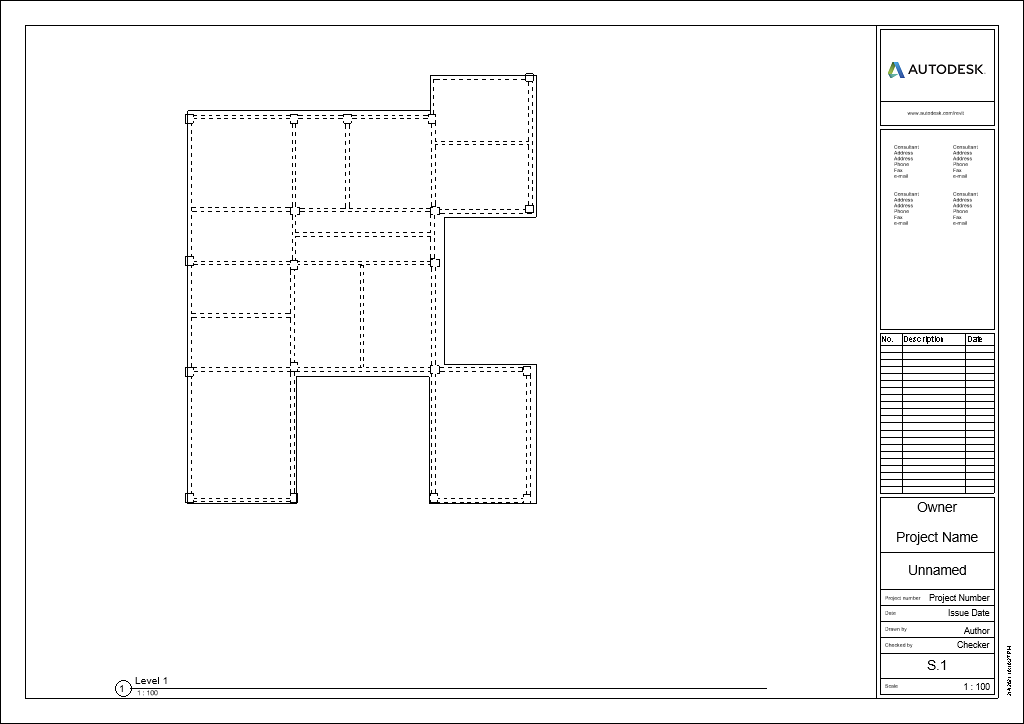 AUTODESK.
www.autodesk.com/revit
Consultant
Address
Address
Phone
Fax
e-mail
Consultant
Address
Address
Phone
Fax
e-mail
Consultant
Address
Address
Phone
Fax
e-mail
Consultant
Address
Address
Phone
Fax
e-mail
No. Description Date
Owner
Project Name
Unnamed
Project number Project Number
Date Issue Date
Drawn by Author
Checked by Checker
S.1
Scale 1 : 100
1 Level 1
1 : 100